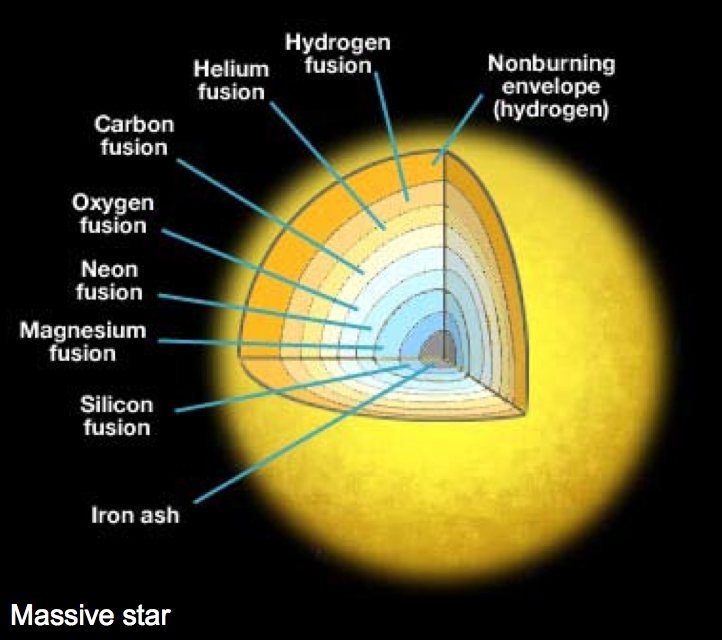 Hydrogen
fusion
Helium
fusion
Nonburning
envelope
(hydrogen)
Carbon
fusion
Oxygen
fusion
Neon
fusion
Magnesium
fusion
Silicon
fusion
Iron ash
Massive star